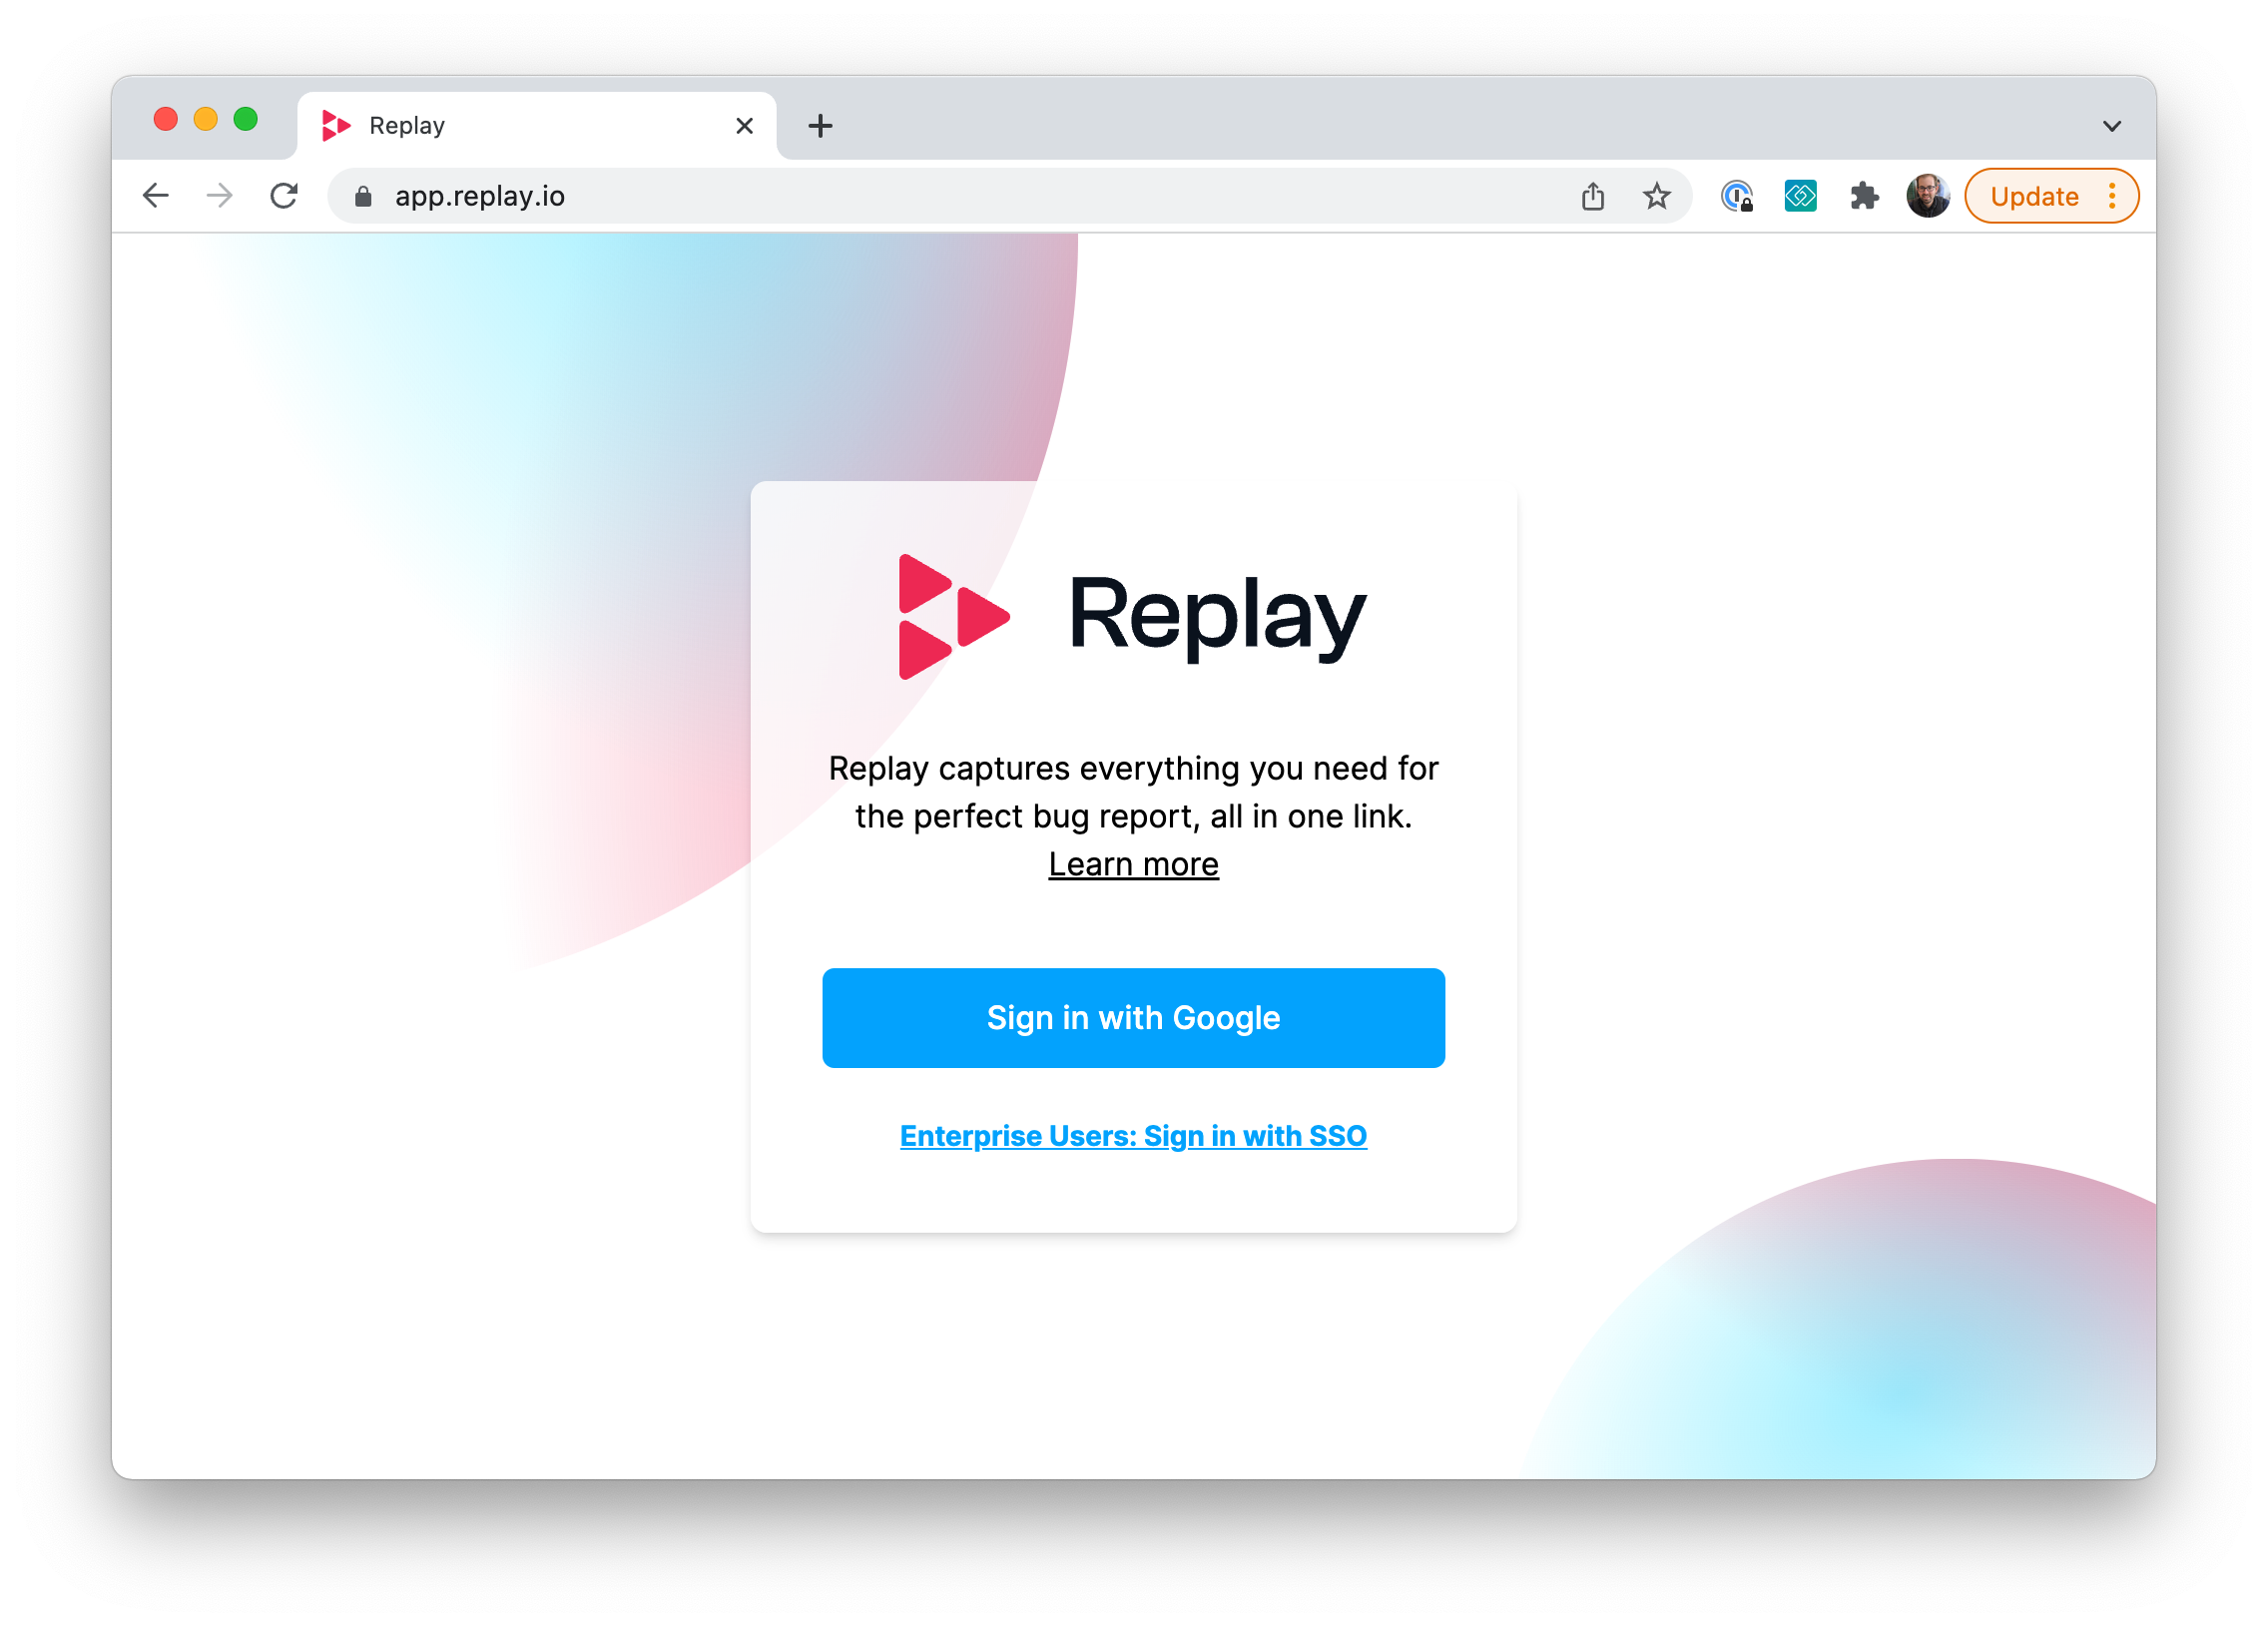 Replay
app.replay.io
Update
Replay
Replay captures everything you need for
the perfect bug report, all in one link.
Learn more
Sign in with Google
Enterprise Users: Sign in with SSO